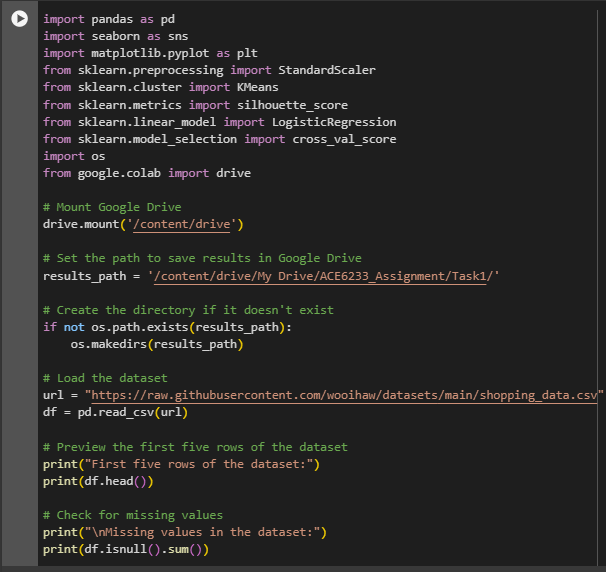 import pandas as pd
import seaborn as sns
import matplotlib.pyplot as plt
from sklearn.preprocessing import StandardScaler
from sklearn.cluster import KMeans
from sklearn.metrics import silhouette_score
from sklearn.linear_model import LogisticRegression
from sklearn.model_selection import cross_val_score
import os
from google.colab import drive

# Mount Google Drive
drive.mount('/content/drive')

# Set the path to save results in Google Drive
results_path = '/content/drive/My Drive/ACE6233_Assignment/Task1/'

# Create the directory if it doesn't exist
if not os.path.exists(results_path):
    os.makedirs(results_path)

# Load the dataset
url = "https://raw.githubusercontent.com/wooihaw/datasets/main/shopping_data.csv"
df = pd.read_csv(url)

# Preview the first five rows of the dataset
print("First five rows of the dataset:")
print(df.head())

# Check for missing values
print("\nMissing values in the dataset:")
print(df.isnull().sum())